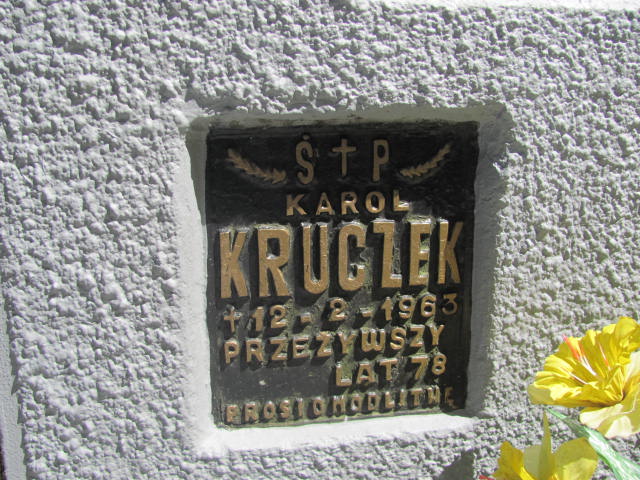 Ś † P
KAROL
KRUCZEK
† 12 - 2 - 1963
PRZEŻYWSZY
LAT 78
PROSI O MODLITWĘ